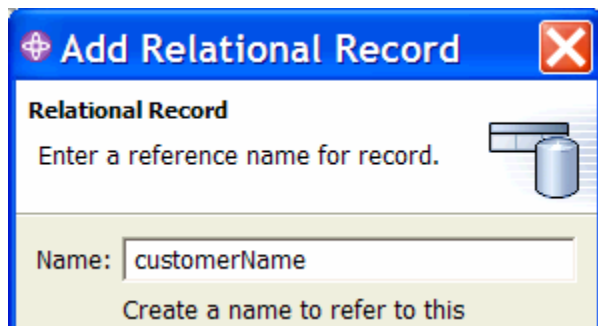 Add Relational Record
Relational Record
Enter a reference name for record.
Name: customerName
Create a name to refer to this